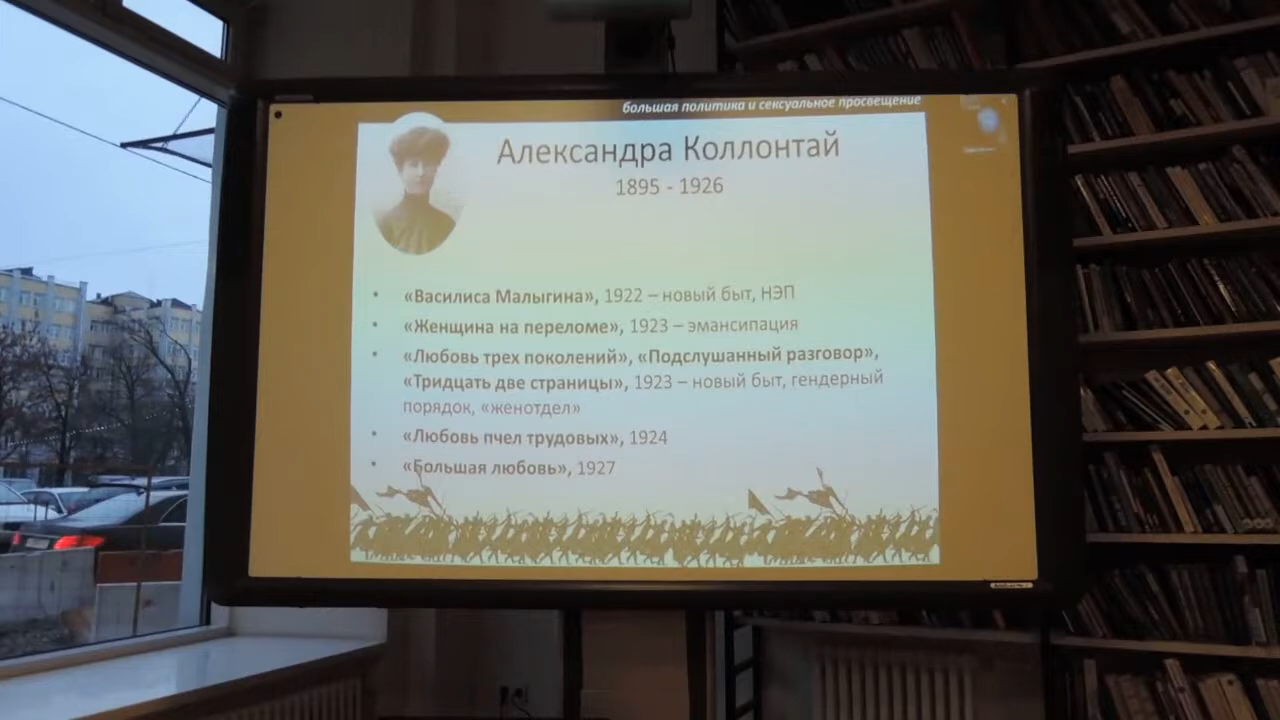 большая политика и сексуальное просвещение
Александра Коллонтай
1895 - 1926
• «Василиса Малыгина», 1922 – новый быт, НЭП
• «Женщина на переломе», 1923 – эмансипация
• «Любовь трех поколений», «Подслушанный разговор»,
«Тридцать две страницы», 1923 – новый быт, гендерный
порядок, «женотдел»
• «Любовь пчел трудовых», 1924
• «Большая любовь», 1927